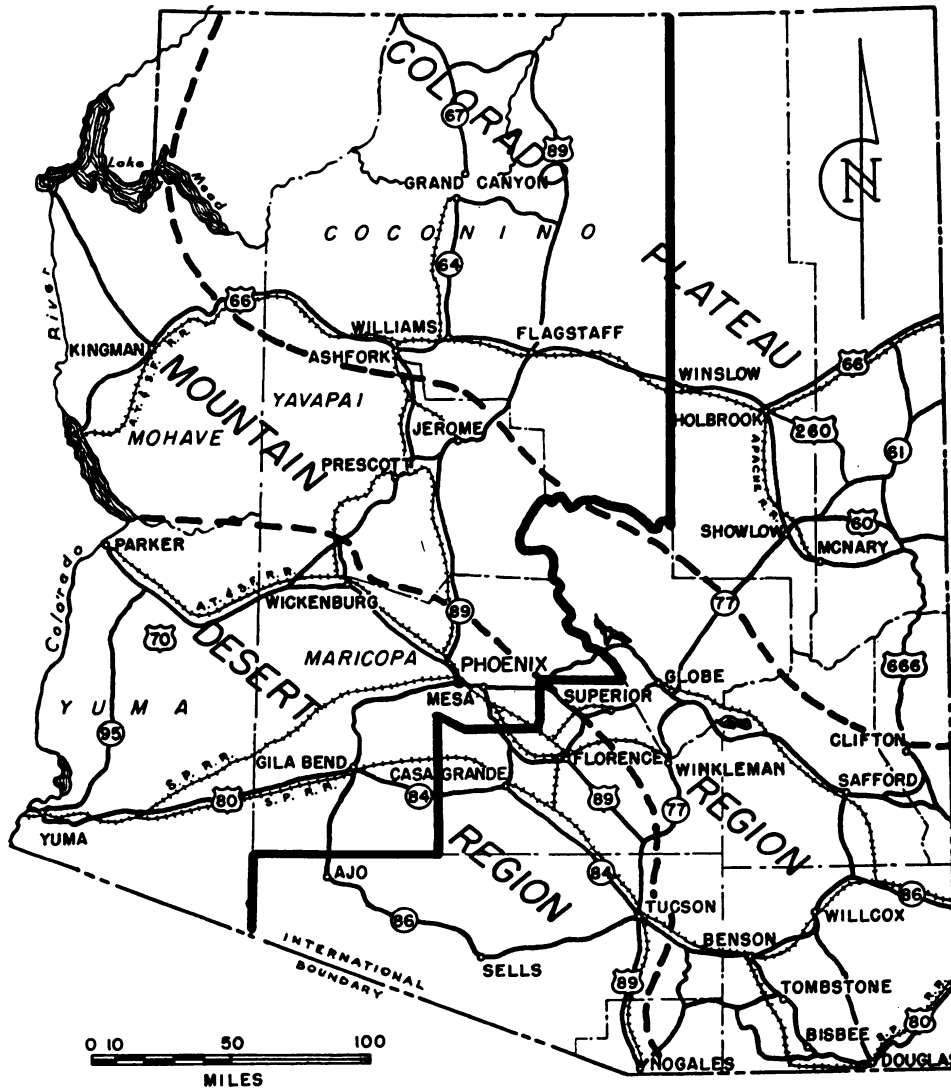 COLORADO
67
89
Lake Mead
GRAND CANYON
N
COCONINO
64
PLATEAU
River
66
WILLIAMS
FLAGSTAFF
KINGMAN
ASHFORK
66
WINSLOW
A.T. & S.F. R.R.
MOUNTAIN
YAVAPAI
HOLBROOK
MOHAVE
JEROME
260
61
PRESCOTT
APACHE R.R.
60
SHOWLOW
PARKER
MCNARY
Colorado
A.T. & S.F. R.R.
WICKENBURG
89
77
70
DESERT
MARICOPA
PHOENIX
666
GLOBE
MESA
SUPERIOR
YUMA
95
CLIFTON
S.P. R.R.
GILA BEND
CASA GRANDE
FLORENCE
WINKLEMAN
SAFFORD
80
S.P. R.R.
84
89
77
REGION
YUMA
REGION
AJO
84
86
TUCSON
WILLCOX
86
BENSON
INTERNATIONAL
BOUNDARY
SELLS
89
TOMBSTONE
S.P. R.R.
BISBEE
80
NOGALES
DOUGLAS
0 10 50 100
MILES